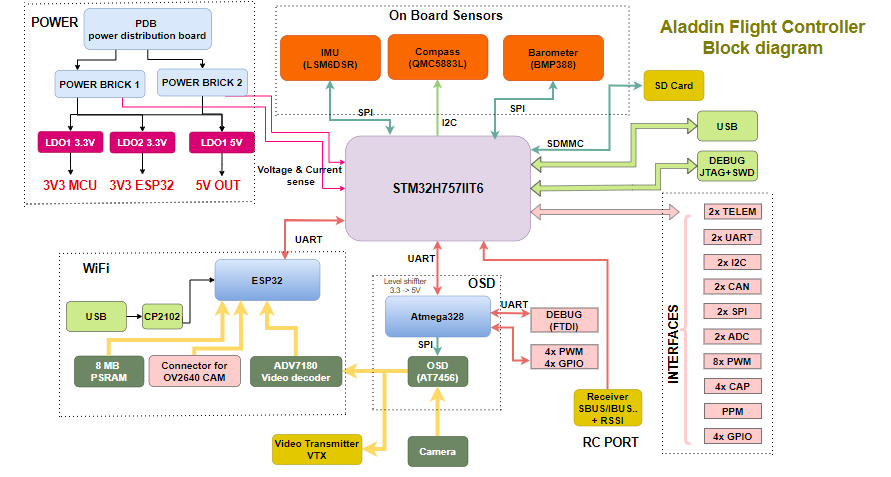 Aladdin Flight Controller
Block diagram
POWER
PDB
power distribution board
POWER BRICK 1
POWER BRICK 2
LDO1 3.3V
LDO2 3.3V
LDO1 5V
3V3 MCU
3V3 ESP32
5V OUT
On Board Sensors
IMU
(LSM6DSR)
Compass
(QMC5883L)
Barometer
(BMP388)
SPI
I2C
SPI
SD Card
SDMMC
USB
DEBUG
JTAG+SWD
Voltage & Current
sense
STM32H757IIT6
UART
UART
INTERFACES
2x TELEM
2x UART
2x I2C
2x CAN
2x SPI
2x ADC
8x PWM
4x CAP
PPM
4x GPIO
WiFi
ESP32
USB
CP2102
8 MB
PSRAM
Connector for
OV2640 CAM
ADV7180
Video decoder
OSD
Level shiffter
3.3 -> 5V
Atmega328
UART
DEBUG
(FTDI)
SPI
4x PWM
4x GPIO
OSD
(AT7456)
Receiver
SBUS/IBUS..
+ RSSI
RC PORT
Video Transmitter
VTX
Camera